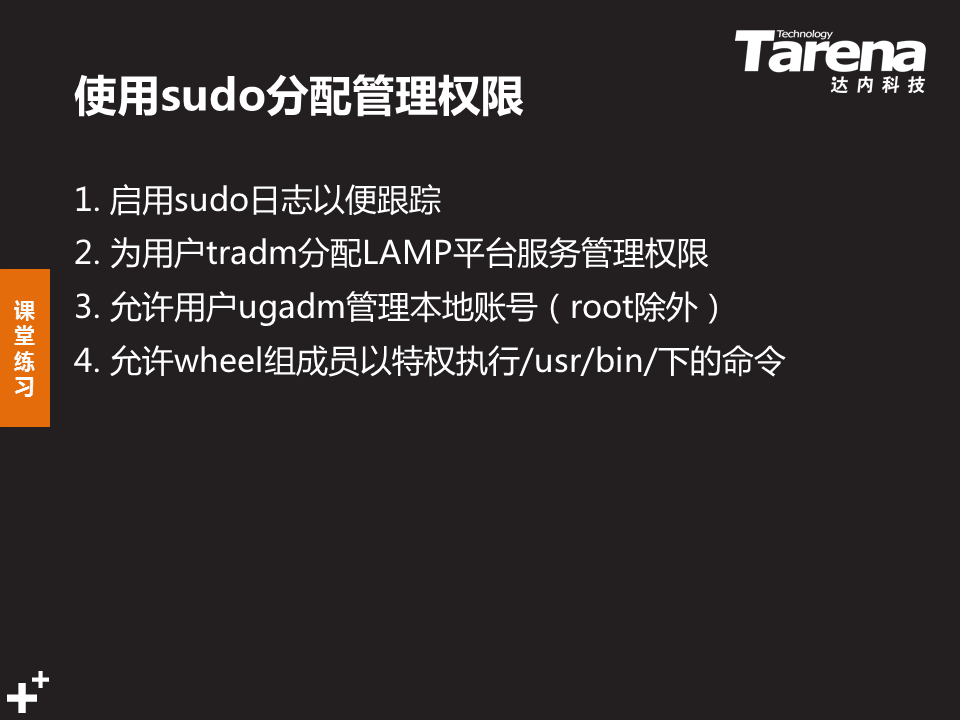 Technology
Tarena
达内科技
使用sudo分配管理权限
1. 启用sudo日志以便跟踪
2. 为用户tradm分配LAMP平台服务管理权限
3. 允许用户ugadm管理本地账号（root除外）
4. 允许wheel组成员以特权执行/usr/bin/下的命令
课
堂
练
习